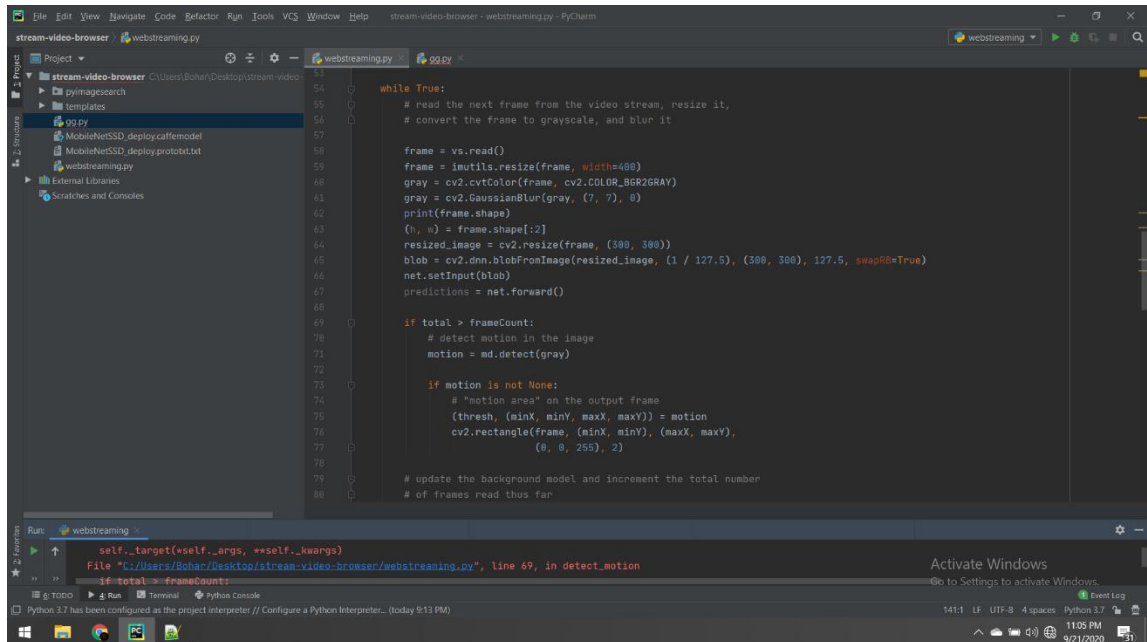 File Edit View Navigate Code Refactor Run Tools VCS Window Help stream-video-browser - webstreaming.py - PyCharm
stream-video-browser webstreaming.py webstreaming
Project webstreaming.py gg.py
stream-video-browser C:\Users\Bohar\Desktop\stream-video-
pyimagesearch
templates
gg.py
MobileNetSSD_deploy.caffemodel
MobileNetSSD_deploy.prototxt.txt
webstreaming.py
External Libraries
Scratches and Consoles
1: Project
Z: Structure
2: Favorites
53
54 while True:
55 # read the next frame from the video stream, resize it,
56 # convert the frame to grayscale, and blur it
57
58 frame = vs.read()
59 frame = imutils.resize(frame, width=400)
60 gray = cv2.cvtColor(frame, cv2.COLOR_BGR2GRAY)
61 gray = cv2.GaussianBlur(gray, (7, 7), 0)
62 print(frame.shape)
63 (h, w) = frame.shape[:2]
64 resized_image = cv2.resize(frame, (300, 300))
65 blob = cv2.dnn.blobFromImage(resized_image, (1 / 127.5), (300, 300), 127.5, swapRB=True)
66 net.setInput(blob)
67 predictions = net.forward()
68
69 if total > frameCount:
70 # detect motion in the image
71 motion = md.detect(gray)
72
73 if motion is not None:
74 # "motion area" on the output frame
75 (thresh, (minX, minY, maxX, maxY)) = motion
76 cv2.rectangle(frame, (minX, minY), (maxX, maxY),
77 (0, 0, 255), 2)
78
79 # update the background model and increment the total number
80 # of frames read thus far
Run: webstreaming
self._target(*self._args, **self._kwargs)
File "C:/Users/Bohar/Desktop/stream-video-browser/webstreaming.py", line 69, in detect_motion
if total > frameCount:
Activate Windows
Go to Settings to activate Windows.
6: TODO 4: Run Terminal Python Console 1 Event Log
Python 3.7 has been configured as the project interpreter // Configure a Python Interpreter... (today 9:13 PM) 141:1 LF UTF-8 4 spaces Python 3.7
11:05 PM
9/21/2020